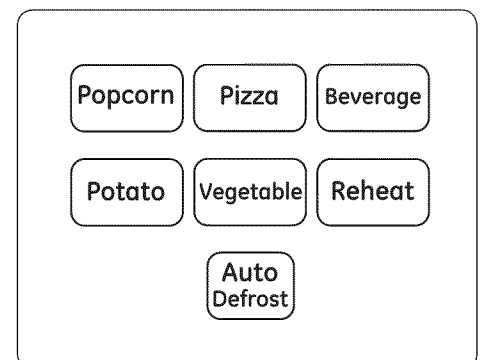 Popcorn Pizza Beverage
Potato Vegetable Reheat
Auto
Defrost